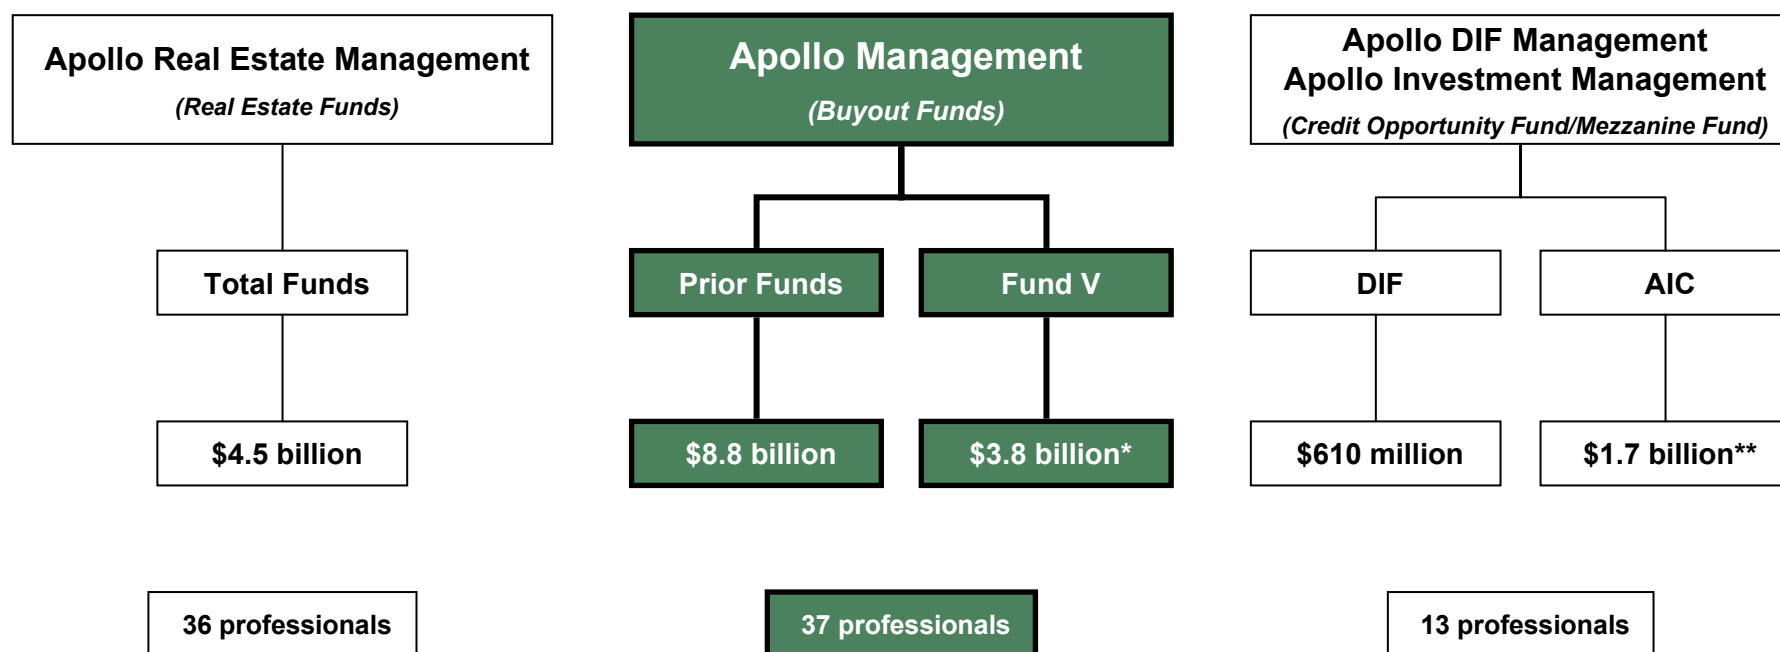 Apollo Real Estate Management
(Real Estate Funds)
Apollo Management
(Buyout Funds)
Apollo DIF Management
Apollo Investment Management
(Credit Opportunity Fund/Mezzanine Fund)
Total Funds
Prior Funds
Fund V
DIF
AIC
$4.5 billion
$8.8 billion
$3.8 billion*
$610 million
$1.7 billion**
36 professionals
37 professionals
13 professionals